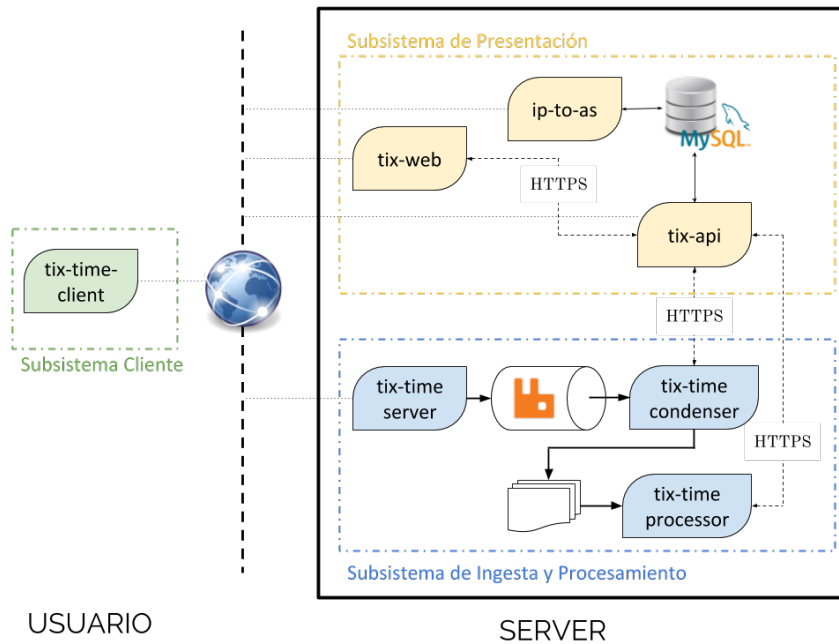 Subsistema de Presentación
ip-to-as
MySQL
tix-web
HTTPS
tix-api
tix-time-
client
Subsistema Cliente
HTTPS
tix-time
server
tix-time
condenser
HTTPS
tix-time
processor
Subsistema de Ingesta y Procesamiento
USUARIO
SERVER